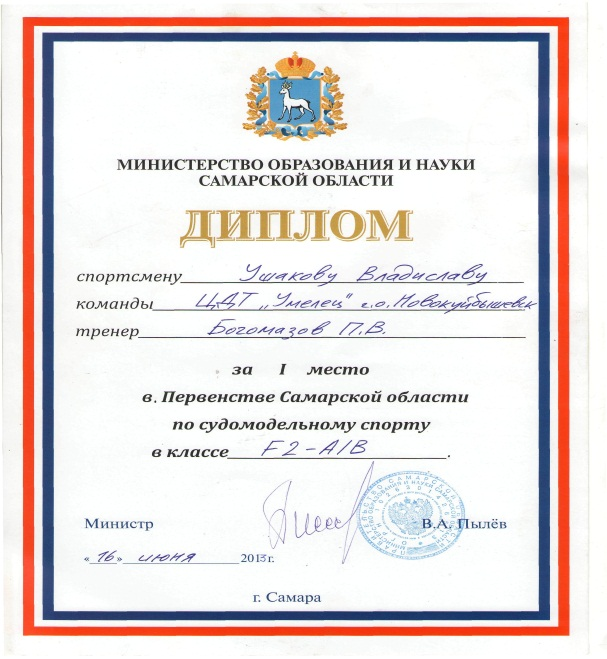 МИНИСТЕРСТВО ОБРАЗОВАНИЯ И НАУКИ
САМАРСКОЙ ОБЛАСТИ
ДИПЛОМ
спортсмену Ушакову Владиславу
команды ЦДТ „Умелец" г.о. Новокуйбышевск
тренер Богомазов П.В.
за I место
в. Первенстве Самарской области
по судомодельному спорту
в классе F2-A/B.
Министр В.А. Пылёв
«16» июня 2013г.
г. Самара